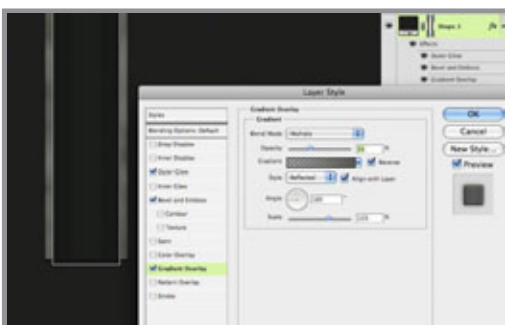 Shape 1 fx
Effects
Outer Glow
Bevel and Emboss
Gradient Overlay
Layer Style
Styles
Blending Options: Default
Drop Shadow
Inner Shadow
Outer Glow
Inner Glow
Bevel and Emboss
Contour
Texture
Satin
Color Overlay
Gradient Overlay
Pattern Overlay
Stroke
Gradient Overlay
Gradient
Blend Mode: Multiply
Opacity: %
Gradient: Reverse
Style: Reflected Align with Layer
Angle: °
Scale: %
OK
Cancel
New Style...
Preview